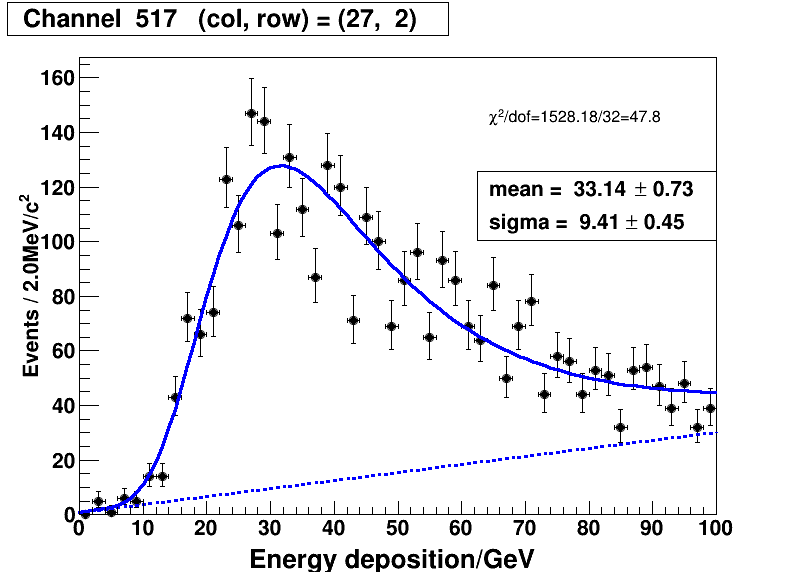 Channel  517   (col, row) = (27,  2)
160
140
120
100
80
60
40
20
0
Events / 2.0MeV/c²
χ²/dof=1528.18/32=47.8
mean =  33.14 ± 0.73
sigma =  9.41 ± 0.45
0 10 20 30 40 50 60 70 80 90 100
Energy deposition/GeV